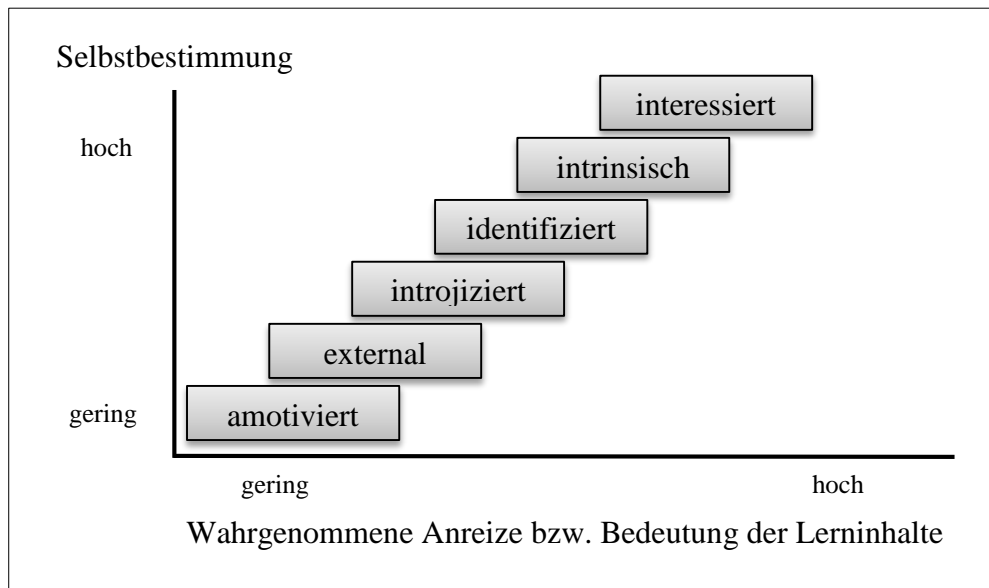 Selbstbestimmung
interessiert
hoch
intrinsisch
identifiziert
introjiziert
external
gering
amotiviert
gering
hoch
Wahrgenommene Anreize bzw. Bedeutung der Lerninhalte